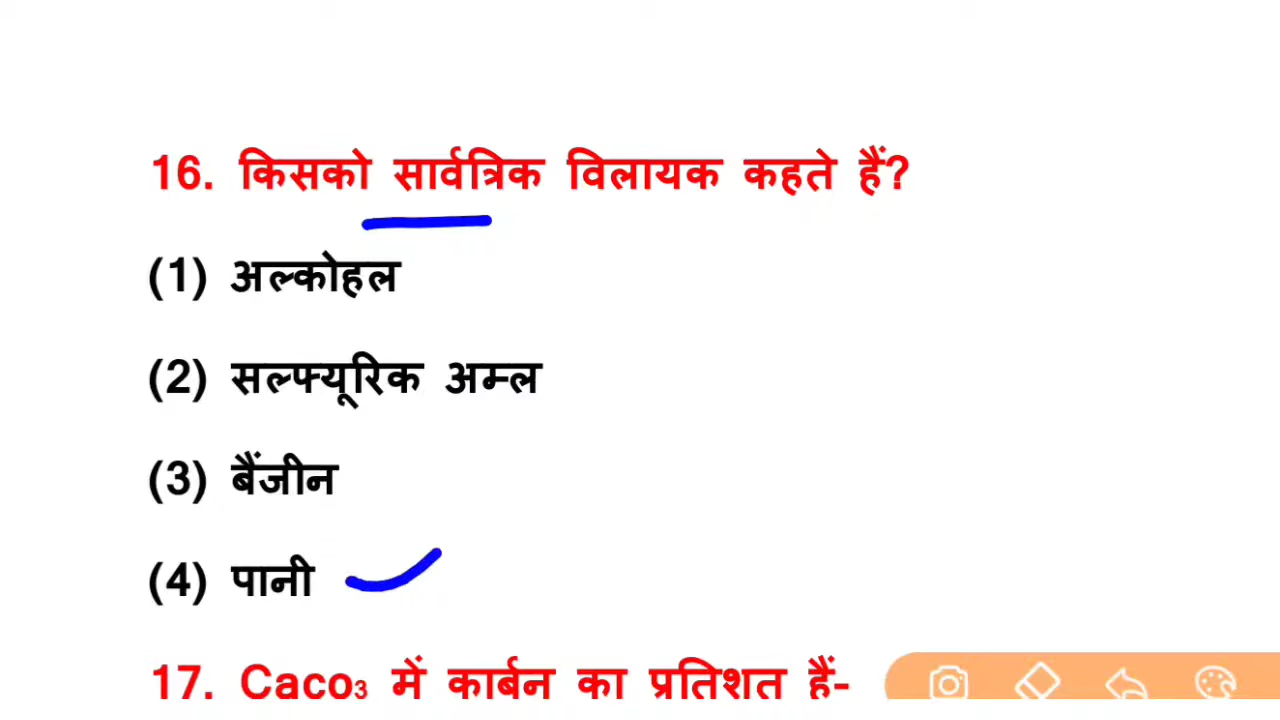 16. किसको सार्वत्रिक विलायक कहते हैं?
(1) अल्कोहल
(2) सल्फ्यूरिक अम्ल
(3) बैंजीन
(4) पानी
17. Caco₃ में कार्बन का प्रतिशत हैं-